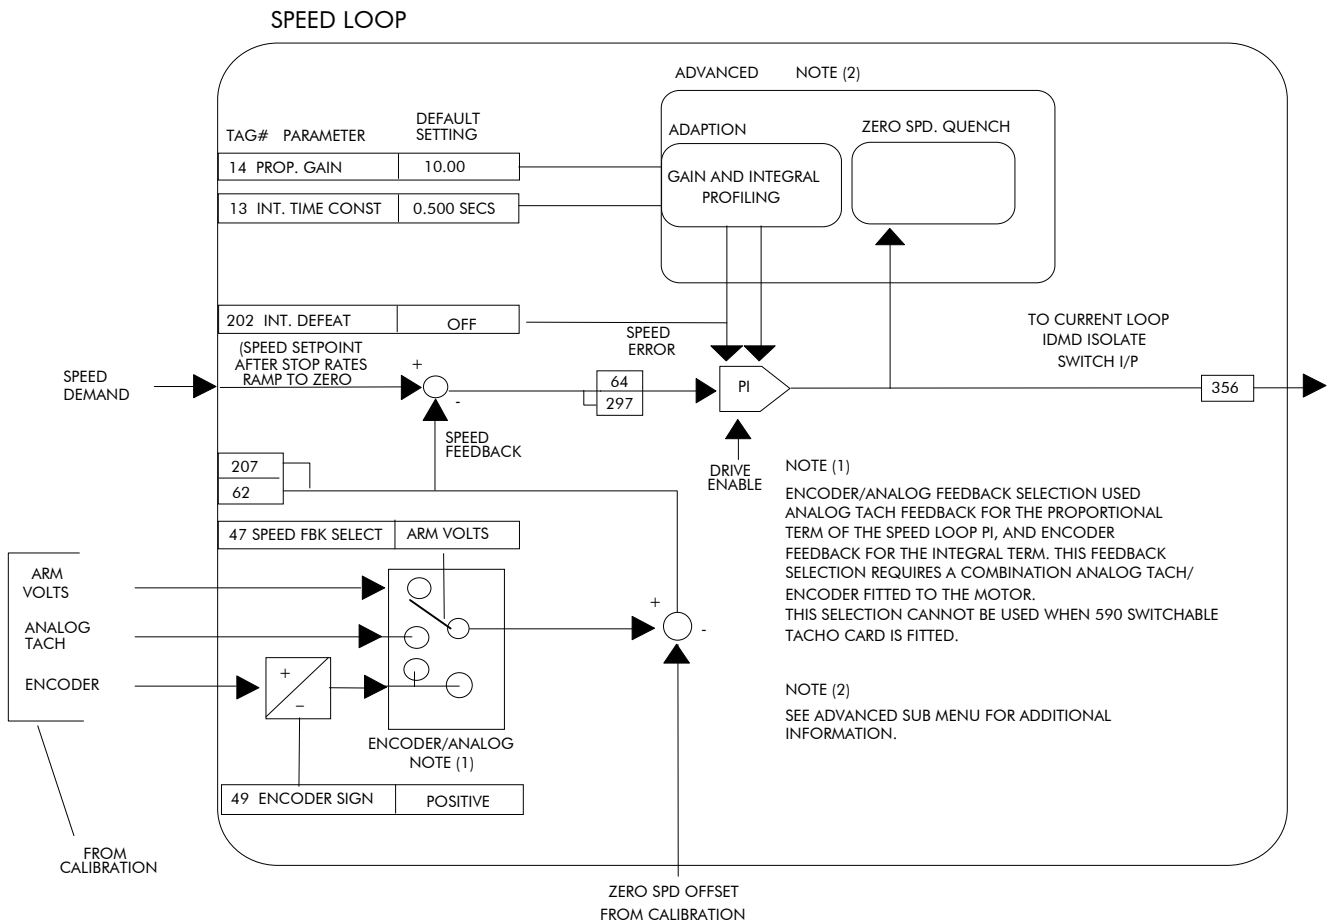 SPEED LOOP
ADVANCED NOTE (2)
TAG# PARAMETER
DEFAULT
SETTING
ADAPTION
ZERO SPD. QUENCH
14 PROP. GAIN 10.00
GAIN AND INTEGRAL
PROFILING
13 INT. TIME CONST 0.500 SECS
202 INT. DEFEAT OFF
SPEED
ERROR
TO CURRENT LOOP
IDMD ISOLATE
SWITCH I/P
(SPEED SETPOINT
AFTER STOP RATES
RAMP TO ZERO
SPEED
DEMAND
+
-
64
297
PI
356
SPEED
FEEDBACK
DRIVE
ENABLE
207
62
47 SPEED FBK SELECT ARM VOLTS
NOTE (1)
ENCODER/ANALOG FEEDBACK SELECTION USED
ANALOG TACH FEEDBACK FOR THE PROPORTIONAL
TERM OF THE SPEED LOOP PI, AND ENCODER
FEEDBACK FOR THE INTEGRAL TERM. THIS FEEDBACK
SELECTION REQUIRES A COMBINATION ANALOG TACH/
ENCODER FITTED TO THE MOTOR.
THIS SELECTION CANNOT BE USED WHEN 590 SWITCHABLE
TACHO CARD IS FITTED.
ARM
VOLTS
ANALOG
TACH
ENCODER
+
-
+
−
ENCODER/ANALOG
NOTE (1)
NOTE (2)
SEE ADVANCED SUB MENU FOR ADDITIONAL
INFORMATION.
49 ENCODER SIGN POSITIVE
FROM
CALIBRATION
ZERO SPD OFFSET
FROM CALIBRATION